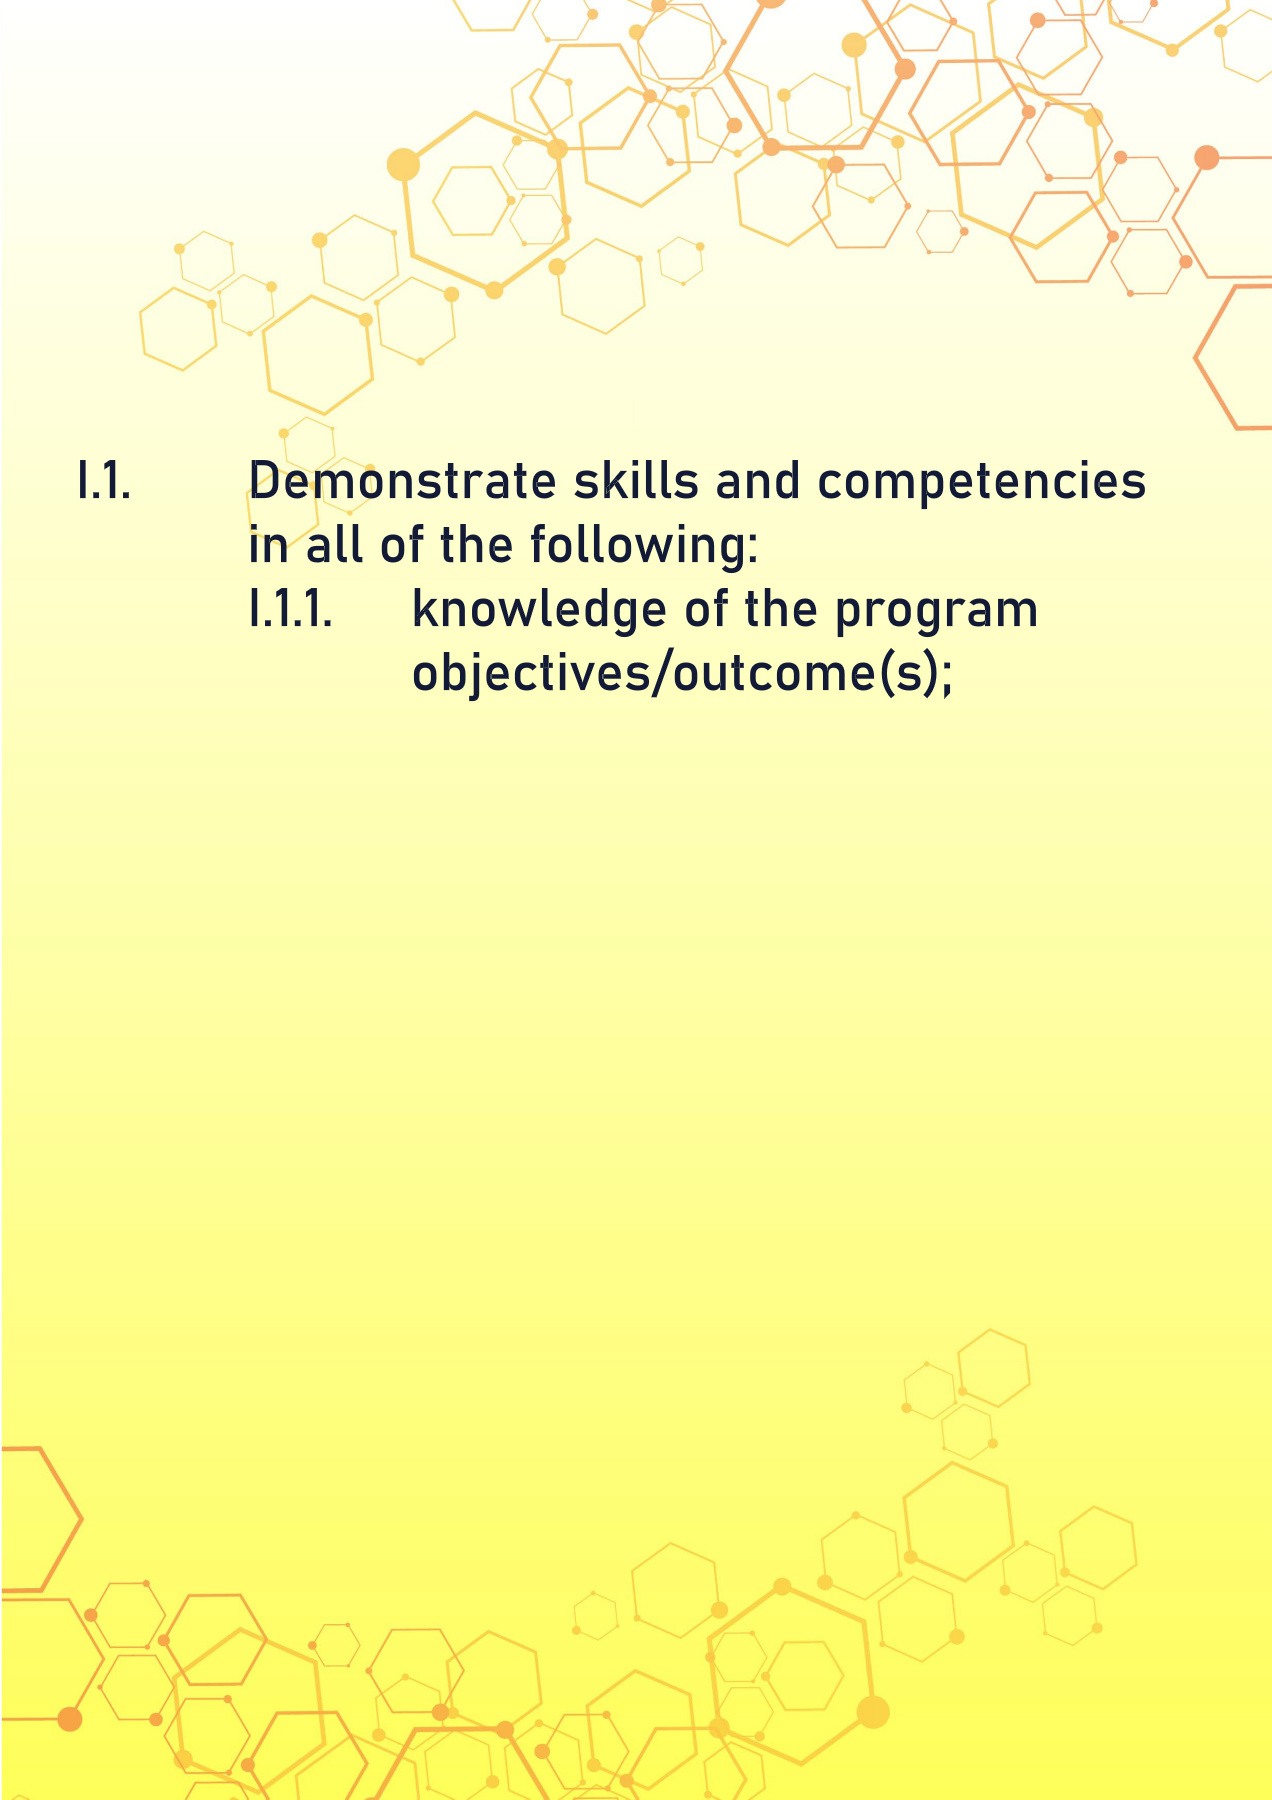 I.1. Demonstrate skills and competencies
in all of the following:
I.1.1. knowledge of the program
objectives/outcome(s);